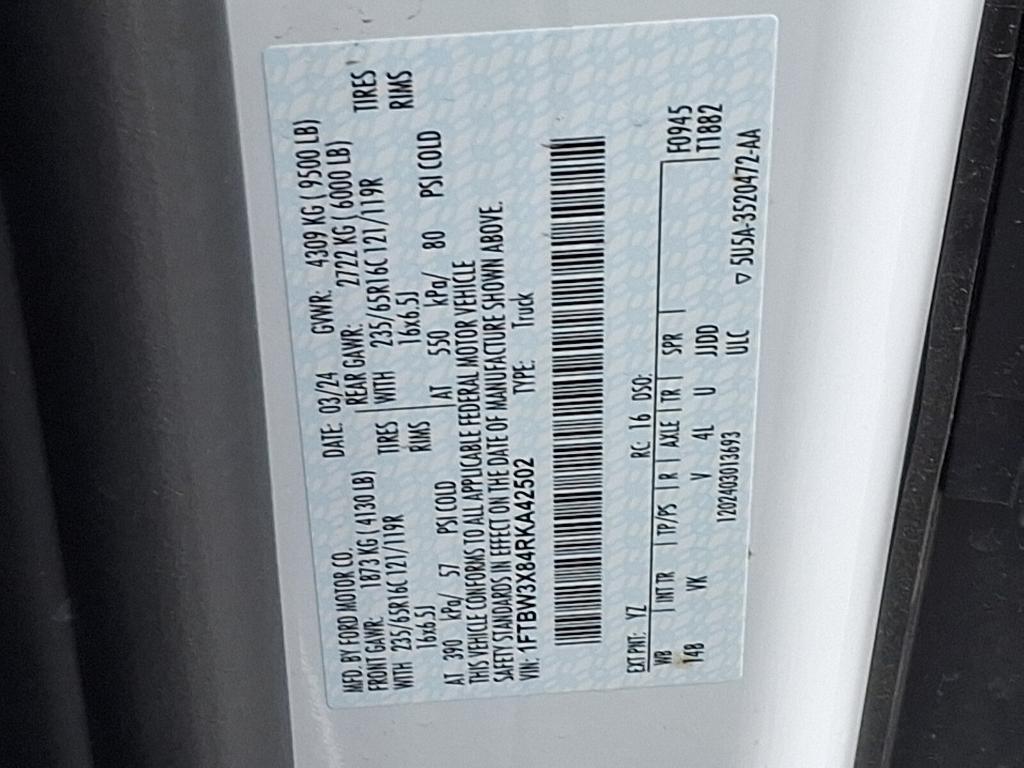 MFD. BY FORD MOTOR CO.
DATE: 03/24 GVWR: 4309 KG ( 9500 LB)
FRONT GAWR: 1873 KG ( 4130 LB) REAR GAWR: 2722 KG ( 6000 LB)
WITH 235/65R16C 121/119R TIRES WITH 235/65R16C 121/119R TIRES
16x6.5J RIMS 16x6.5J RIMS
AT 390 kPa/ 57 PSI COLD AT 550 kPa/ 80 PSI COLD
THIS VEHICLE CONFORMS TO ALL APPLICABLE FEDERAL MOTOR VEHICLE
SAFETY STANDARDS IN EFFECT ON THE DATE OF MANUFACTURE SHOWN ABOVE.
VIN: 1FTBW3X84RKA42502 TYPE: Truck
EXT PNT: YZ RC: 16 DSO:
WB INT TR TP/PS R AXLE TR SPR F0945
148 VK V 4L U JJDD T1882
1202403013693 ULC ▽ 5U5A-3520472-AA